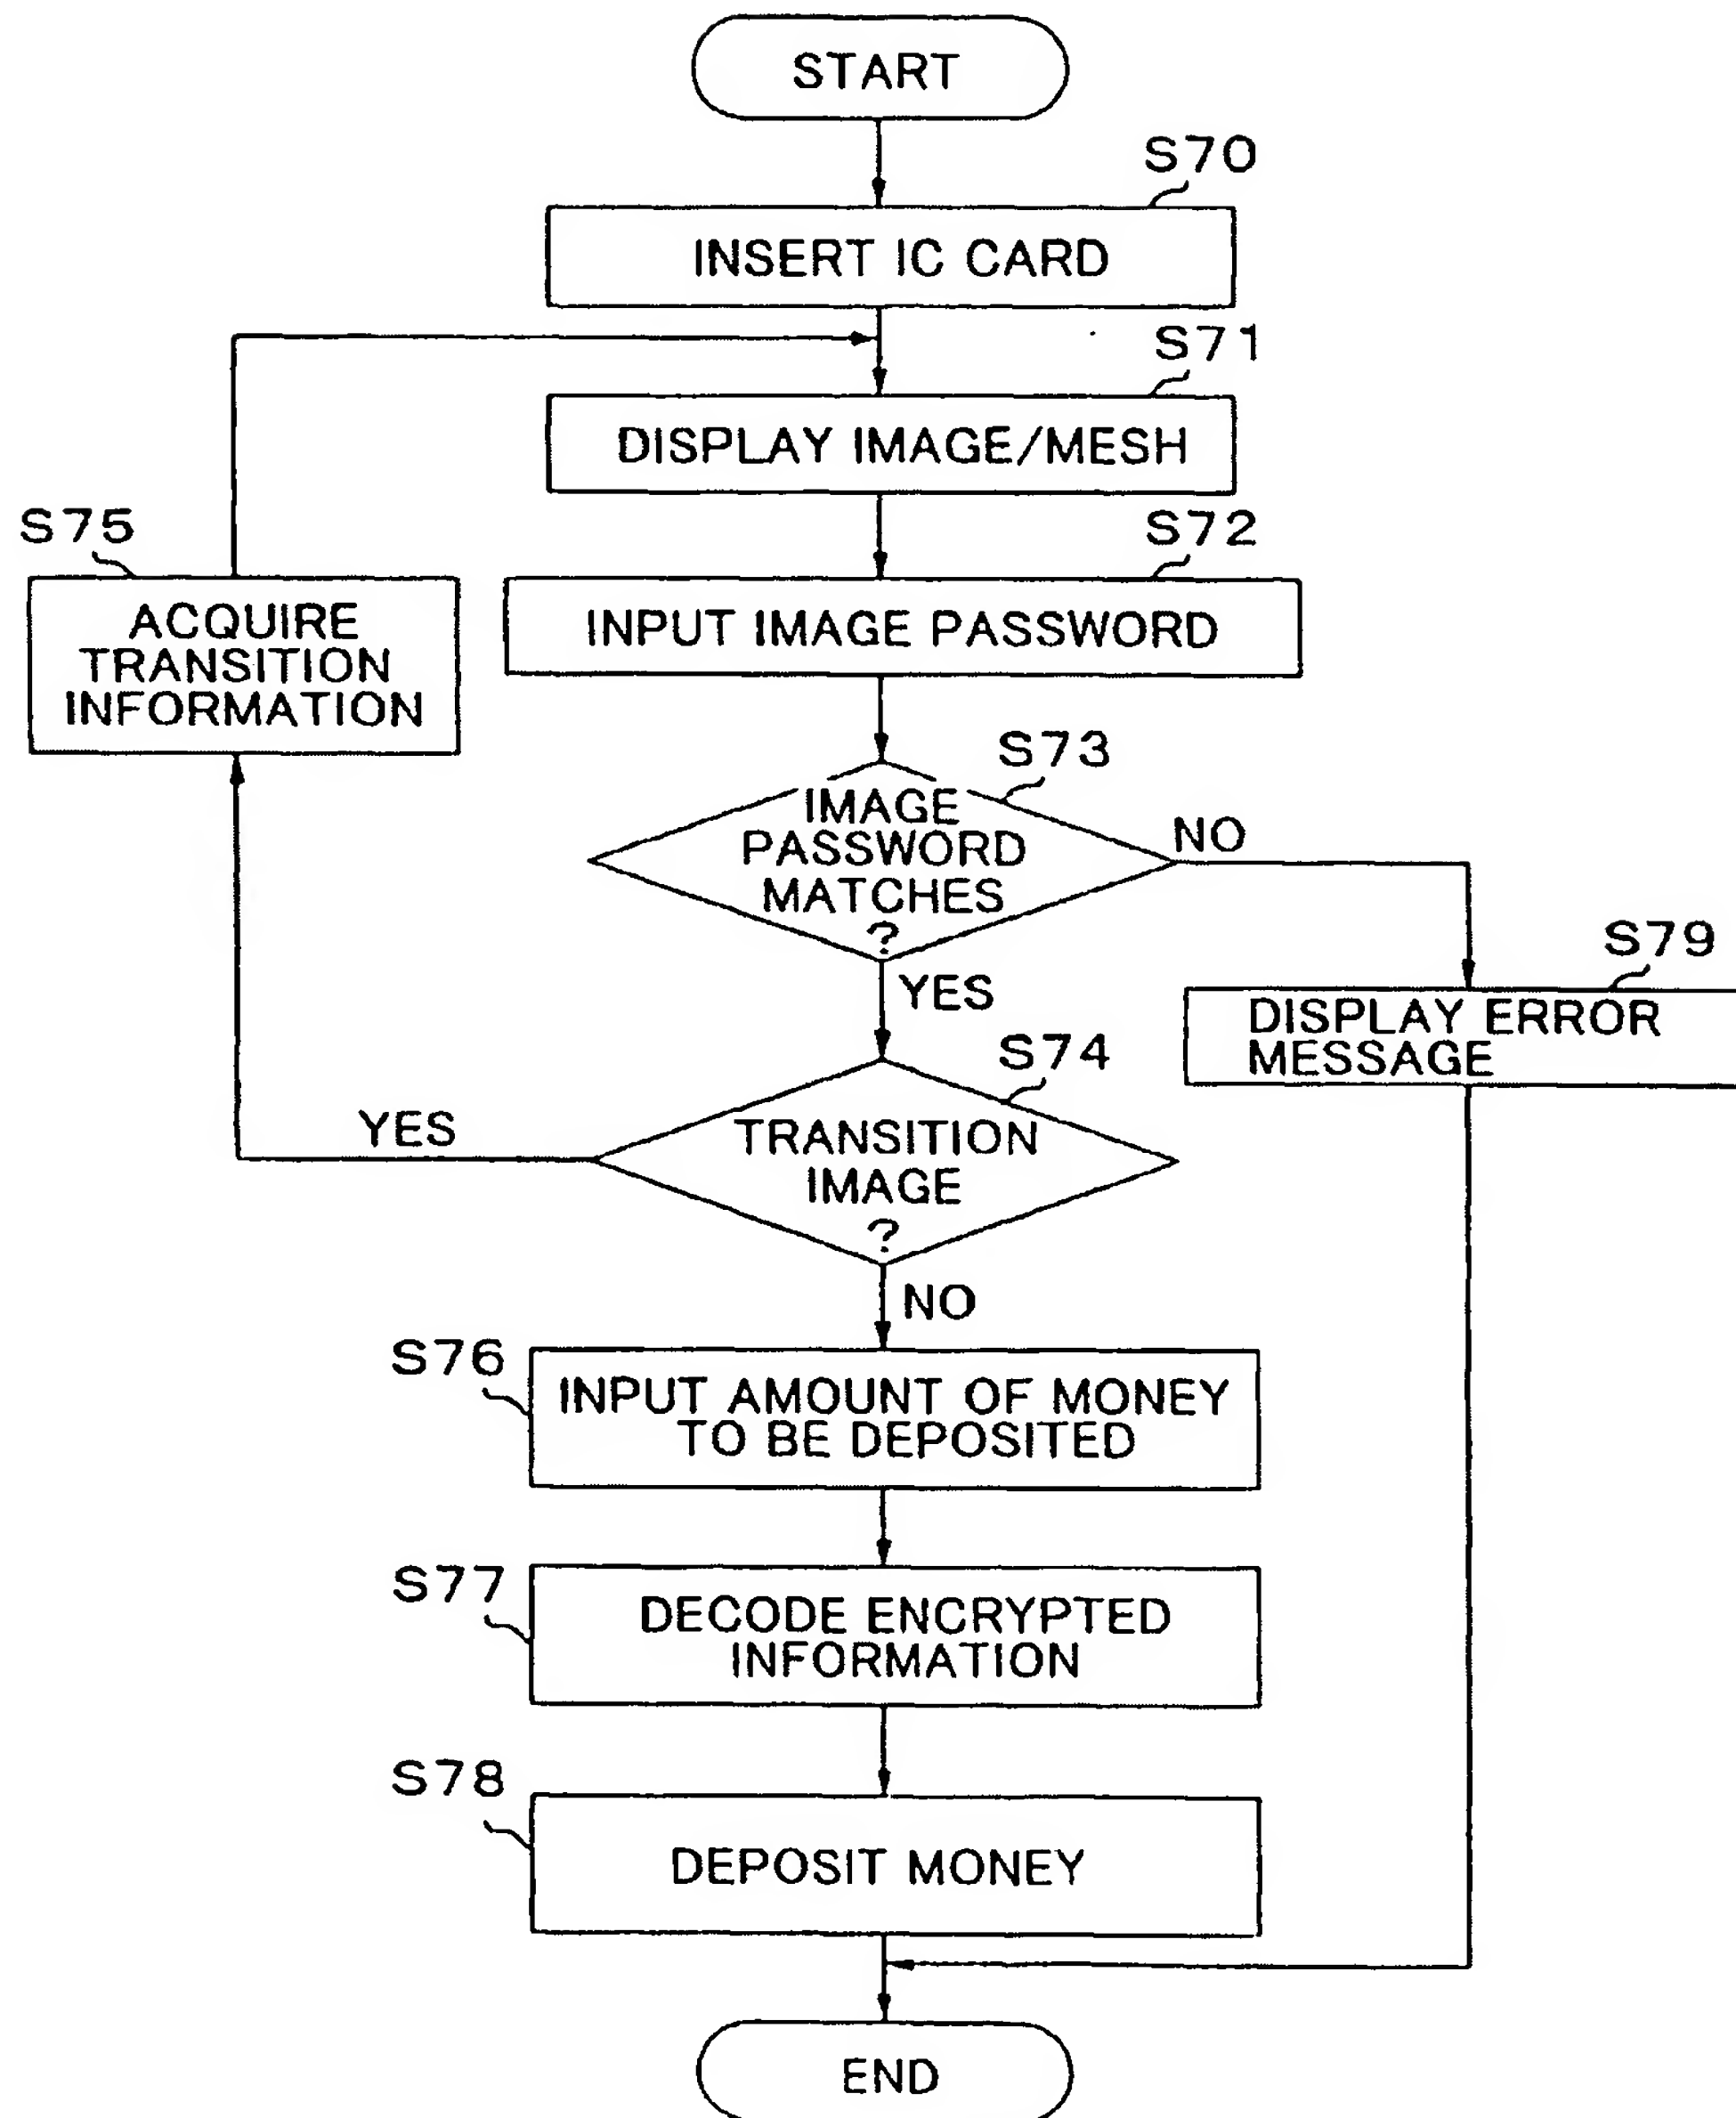 START
S70
INSERT IC CARD
S71
DISPLAY IMAGE/MESH
S72
INPUT IMAGE PASSWORD
S75
ACQUIRE
TRANSITION
INFORMATION
S73
IMAGE
PASSWORD
MATCHES
?
NO
YES
S79
DISPLAY ERROR
MESSAGE
S74
TRANSITION
IMAGE
?
YES
NO
S76
INPUT AMOUNT OF MONEY
TO BE DEPOSITED
S77
DECODE ENCRYPTED
INFORMATION
S78
DEPOSIT MONEY
END